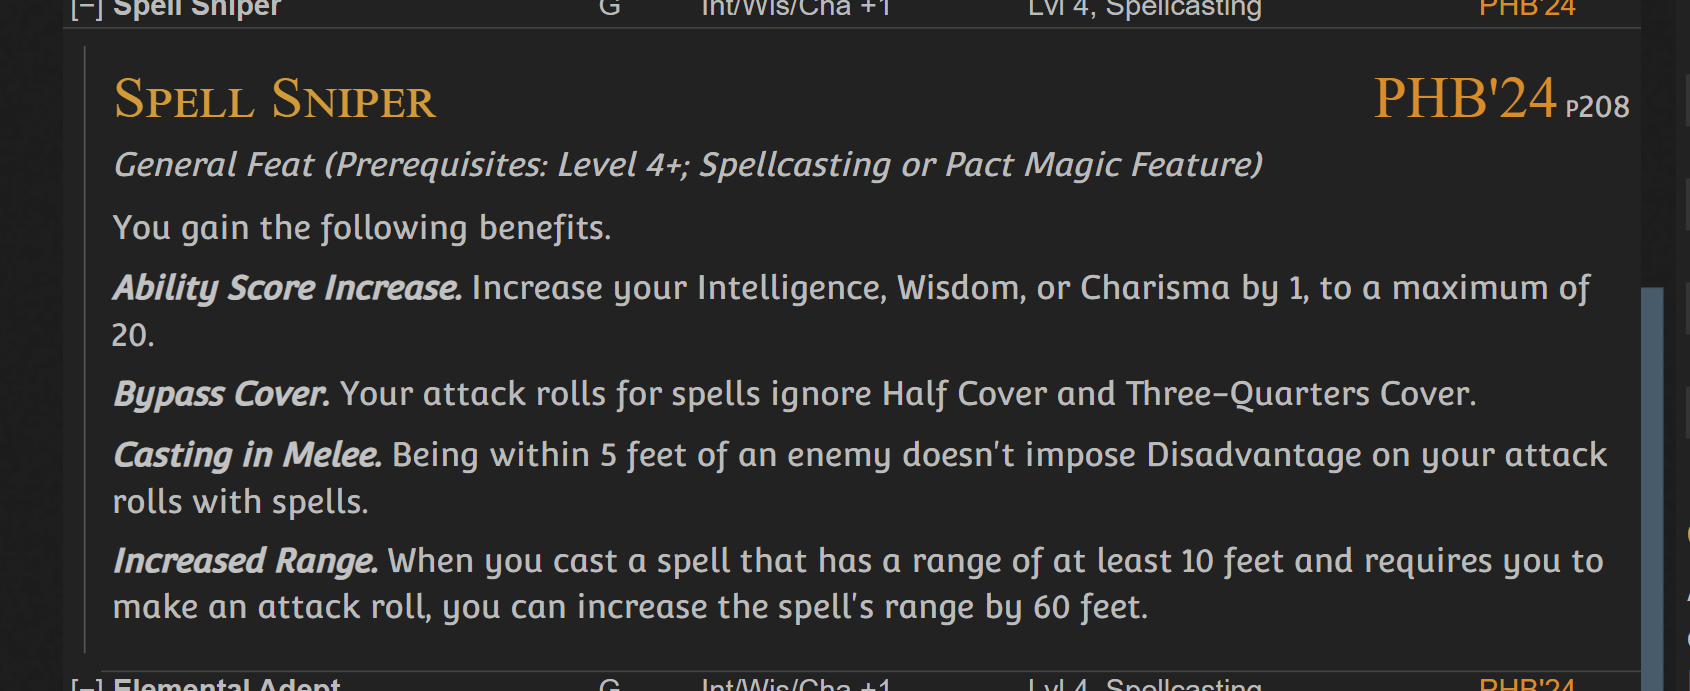 [−] Spell Sniper G Int/Wis/Cha +1 Lvl 4, Spellcasting PHB'24
Spell Sniper PHB'24 P208
General Feat (Prerequisites: Level 4+; Spellcasting or Pact Magic Feature)
You gain the following benefits.
Ability Score Increase. Increase your Intelligence, Wisdom, or Charisma by 1, to a maximum of
20.
Bypass Cover. Your attack rolls for spells ignore Half Cover and Three-Quarters Cover.
Casting in Melee. Being within 5 feet of an enemy doesn't impose Disadvantage on your attack
rolls with spells.
Increased Range. When you cast a spell that has a range of at least 10 feet and requires you to
make an attack roll, you can increase the spell's range by 60 feet.
[−] Elemental Adept G Int/Wis/Cha +1 Lvl 4, Spellcasting PHB'24